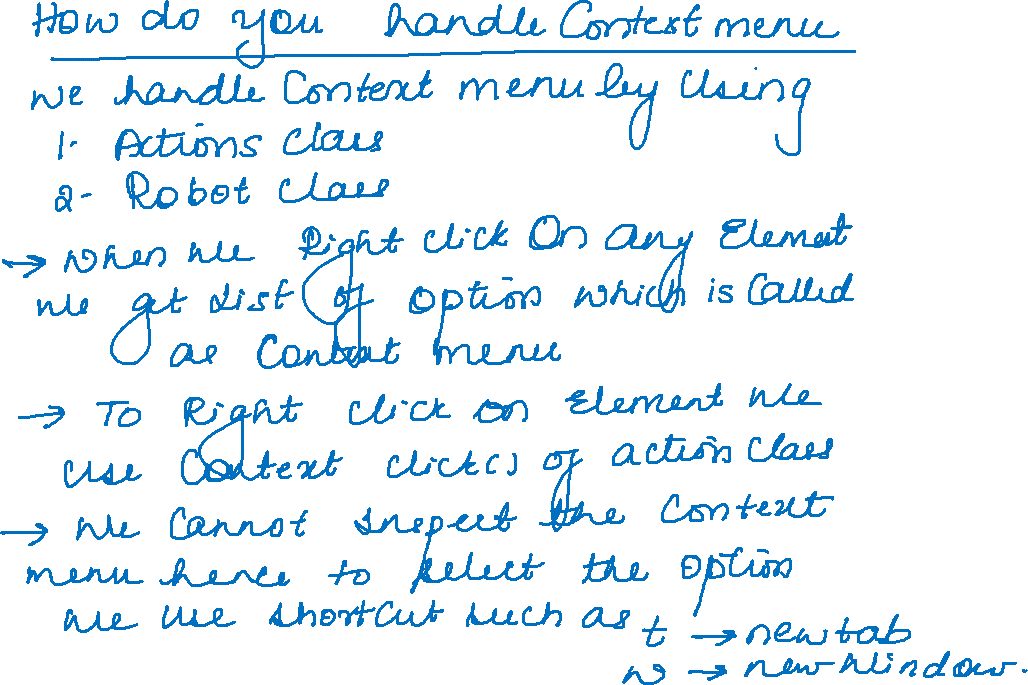 How do you handle Context menu
we handle Context menu by Using
1. Actions Class
2- Robot Class
→ when we Right click On any Element
we get List of option which is Called
as Context menu
→ To Right click on Element we
use Context click() of action Class
→ we Cannot Inspect the Context
menu hence to select the option
we use shortcut such as t → new tab
w → new Window.